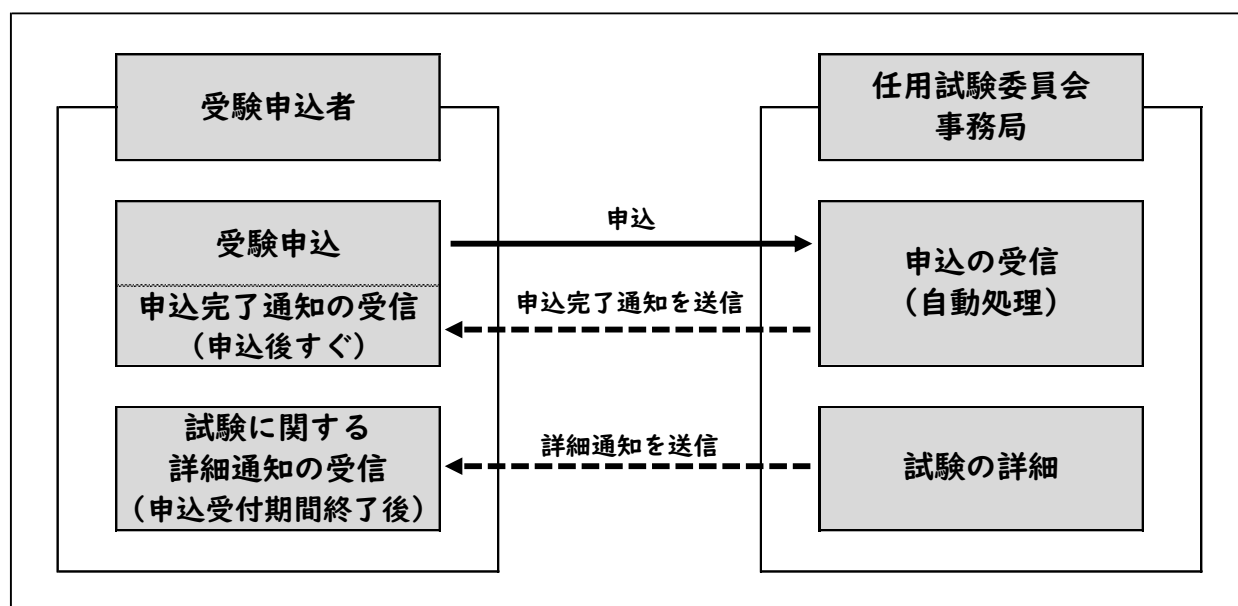 受験申込者
任用試験委員会
事務局
受験申込
申込
申込の受信
（自動処理）
申込完了通知の受信
（申込後すぐ）
申込完了通知を送信
試験に関する
詳細通知の受信
（申込受付期間終了後）
詳細通知を送信
試験の詳細